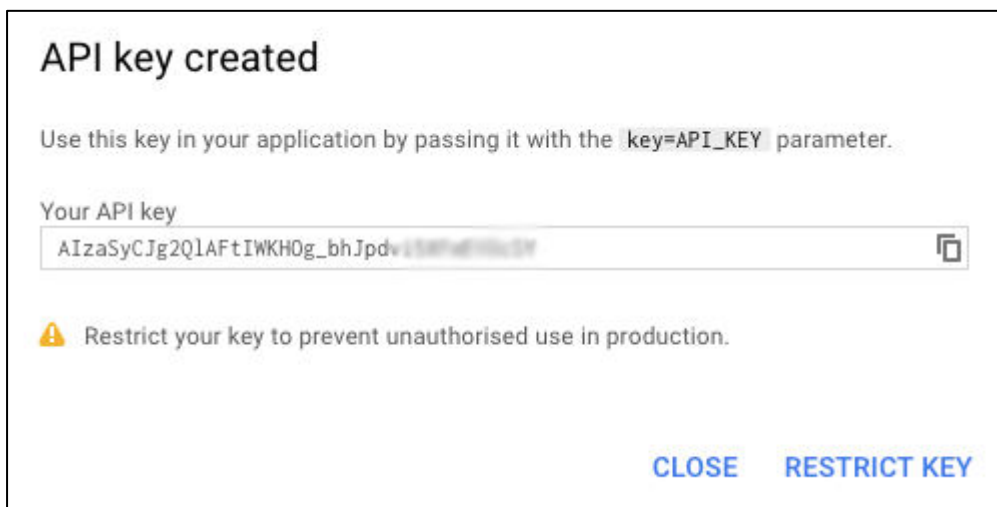 API key created
Use this key in your application by passing it with the key=API_KEY parameter.
Your API key
Restrict your key to prevent unauthorised use in production.
CLOSE RESTRICT KEY